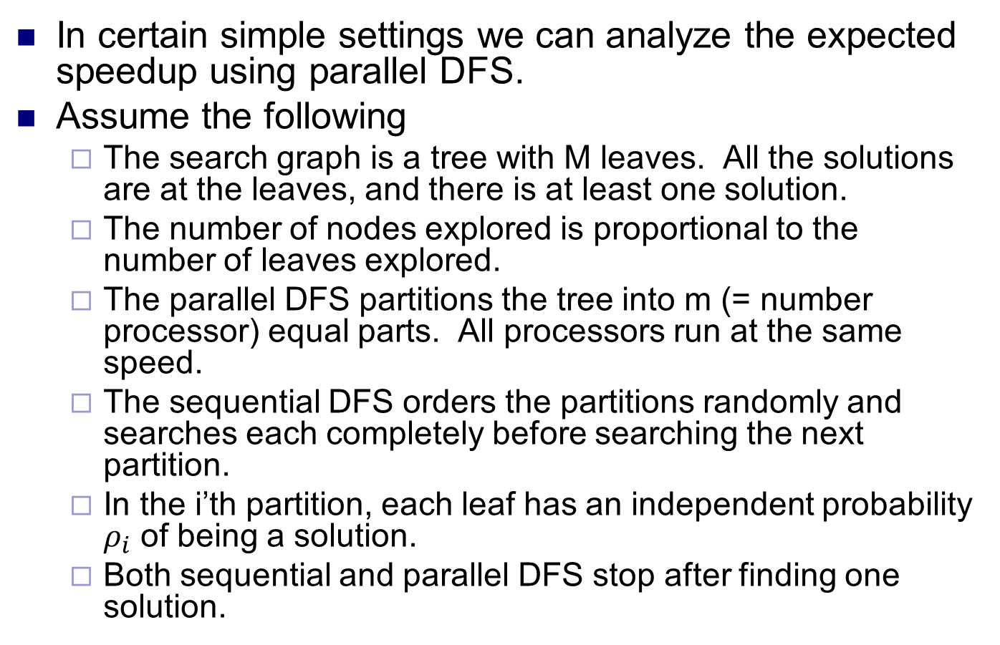 In certain simple settings we can analyze the expected
speedup using parallel DFS.
Assume the following
The search graph is a tree with M leaves.  All the solutions
are at the leaves, and there is at least one solution.
The number of nodes explored is proportional to the
number of leaves explored.
The parallel DFS partitions the tree into m (= number
processor) equal parts.  All processors run at the same
speed.
The sequential DFS orders the partitions randomly and
searches each completely before searching the next
partition.
In the i’th partition, each leaf has an independent probability
𝜌ᵢ of being a solution.
Both sequential and parallel DFS stop after finding one
solution.